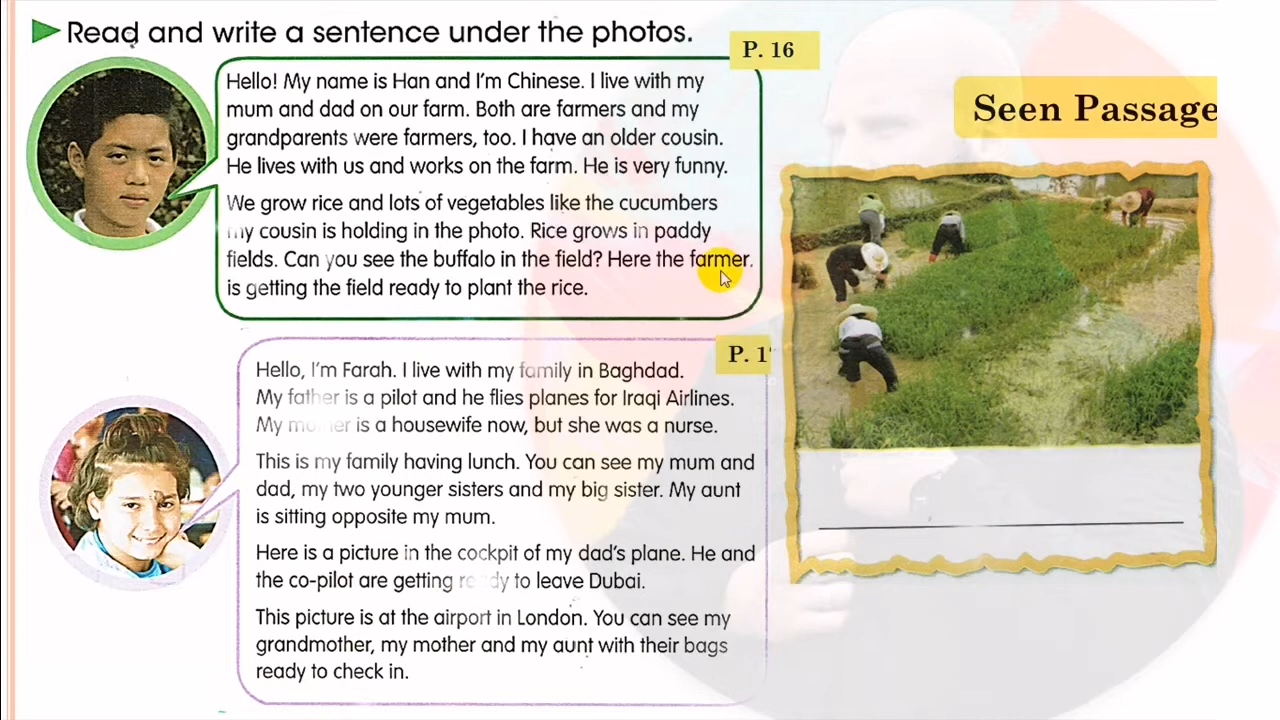 Read and write a sentence under the photos.
P. 16
Seen Passage
Hello! My name is Han and I'm Chinese. I live with my
mum and dad on our farm. Both are farmers and my
grandparents were farmers, too. I have an older cousin.
He lives with us and works on the farm. He is very funny.
We grow rice and lots of vegetables like the cucumbers
my cousin is holding in the photo. Rice grows in paddy
fields. Can you see the buffalo in the field? Here the farmer.
is getting the field ready to plant the rice.
P. 1
Hello, I'm Farah. I live with my family in Baghdad.
My father is a pilot and he flies planes for Iraqi Airlines.
My mother is a housewife now, but she was a nurse.
This is my family having lunch. You can see my mum and
dad, my two younger sisters and my big sister. My aunt
is sitting opposite my mum.
Here is a picture in the cockpit of my dad's plane. He and
the co-pilot are getting ready to leave Dubai.
This picture is at the airport in London. You can see my
grandmother, my mother and my aunt with their bags
ready to check in.